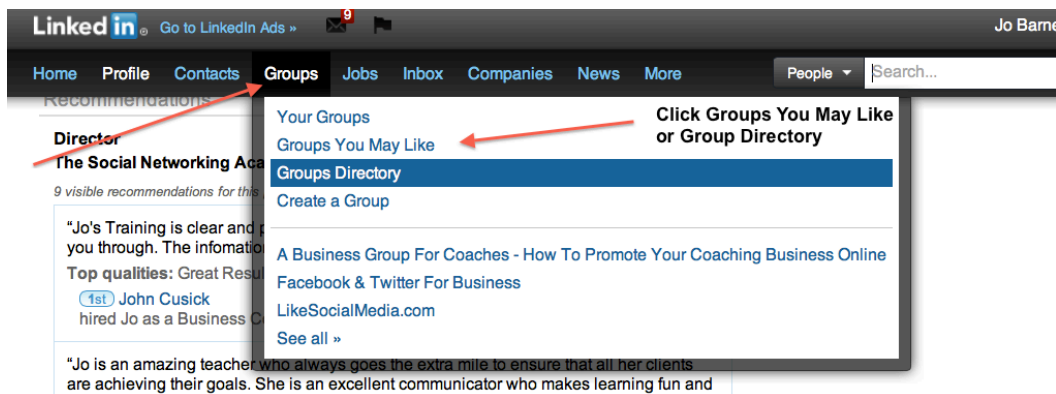 Linked in® Go to LinkedIn Ads » 9 Jo Barne
Home Profile Contacts Groups Jobs Inbox Companies News More People Search...
Recommendations
Director
The Social Networking Aca
9 visible recommendations for this
"Jo's Training is clear and p
you through. The infomatio
Top qualities: Great Resul
1st John Cusick
hired Jo as a Business C
Your Groups
Groups You May Like
Groups Directory
Create a Group
A Business Group For Coaches - How To Promote Your Coaching Business Online
Facebook & Twitter For Business
LikeSocialMedia.com
See all »
Click Groups You May Like
or Group Directory
"Jo is an amazing teacher who always goes the extra mile to ensure that all her clients
are achieving their goals. She is an excellent communicator who makes learning fun and